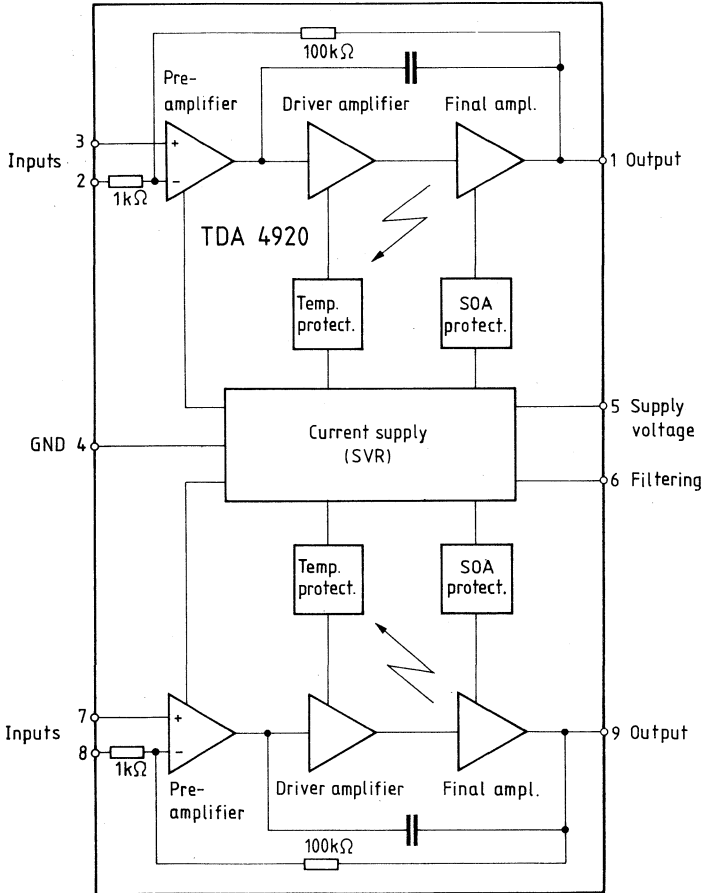 100kΩ
Pre-
amplifier
Driver amplifier
Final ampl.
3
+
Inputs
1 Output
2
-
1kΩ
TDA 4920
Temp.
protect.
SOA
protect.
5 Supply
voltage
Current supply
(SVR)
GND 4
6 Filtering
Temp.
protect.
SOA
protect.
7
+
Inputs
9 Output
8
-
1kΩ
Pre-
amplifier
Driver amplifier
Final ampl.
100kΩ